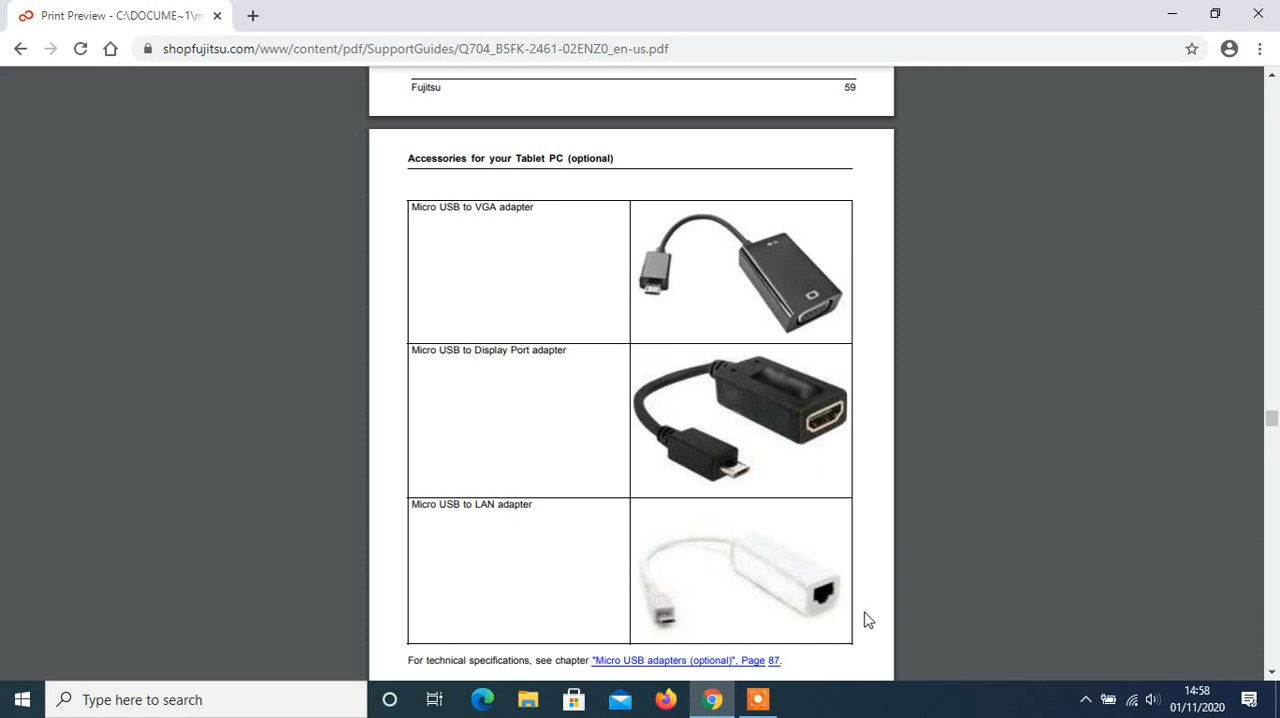 Print Preview - C:\DOCUME~1\m
shopfujitsu.com/www/content/pdf/SupportGuides/Q704_B5FK-2461-02ENZ0_en-us.pdf
Fujitsu 59
Accessories for your Tablet PC (optional)
Micro USB to VGA adapter
Micro USB to Display Port adapter
Micro USB to LAN adapter
For technical specifications, see chapter "Micro USB adapters (optional)", Page 87.
Type here to search
14:58
01/11/2020